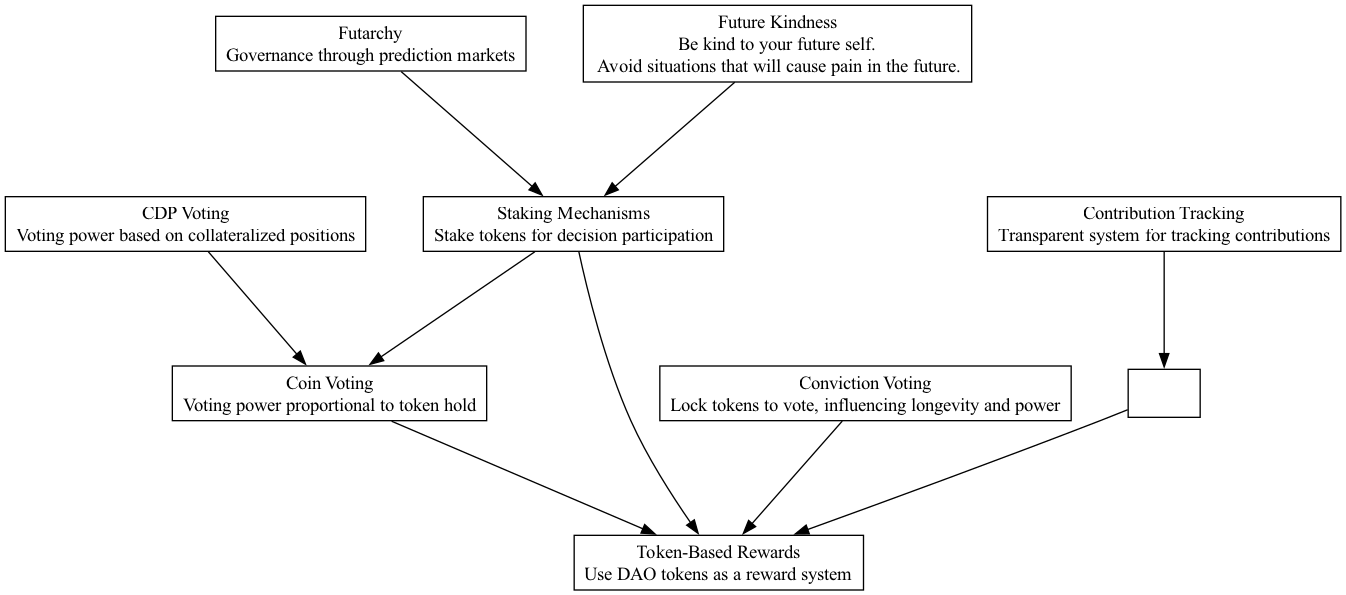 Futarchy
Governance through prediction markets
Future Kindness
Be kind to your future self.
Avoid situations that will cause pain in the future.
CDP Voting
Voting power based on collateralized positions
Staking Mechanisms
Stake tokens for decision participation
Contribution Tracking
Transparent system for tracking contributions
Coin Voting
Voting power proportional to token hold
Conviction Voting
Lock tokens to vote, influencing longevity and power
Token-Based Rewards
Use DAO tokens as a reward system